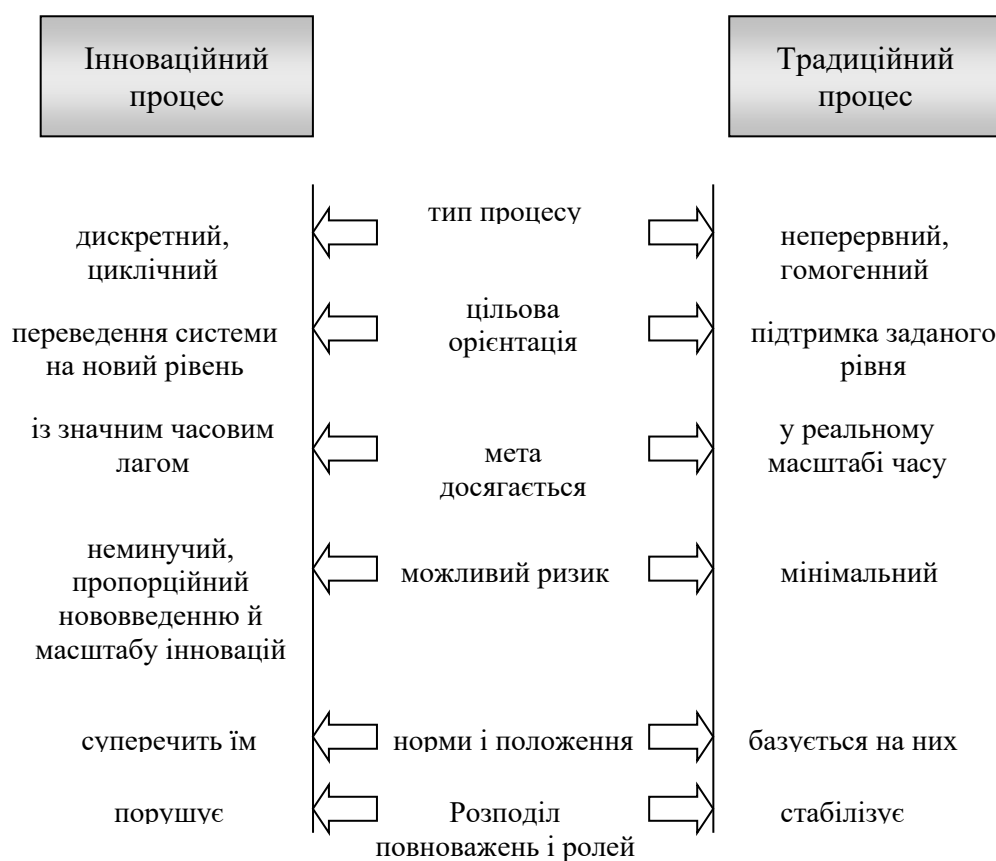 Інноваційний
процес
Традиційний
процес
тип процесу
дискретний,
циклічний
неперервний,
гомогенний
цільова
орієнтація
переведення системи
на новий рівень
підтримка заданого
рівня
із значним часовим
лагом
мета
досягається
у реальному
масштабі часу
неминучий,
пропорційний
нововведенню й
масштабу інновацій
можливий ризик
мінімальний
суперечить їм
норми і положення
базується на них
порушує
Розподіл
повноважень і ролей
стабілізує